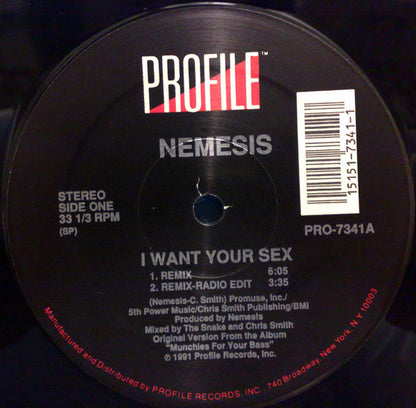 PROFILE™
NEMESIS
STEREO
SIDE ONE
33 1/3 RPM
(SP)
15151-7341-1
PRO-7341A
I WANT YOUR SEX
1. REMIX 6:05
2. REMIX-RADIO EDIT 3:35
(Nemesis-C. Smith) Promuse, Inc./
5th Power Music/Chris Smith Publishing/BMI
Produced by Nemesis
Mixed by The Snake and Chris Smith
Original Version From the Album
"Munchies For Your Bass"
© 1991 Profile Records, Inc.
Manufactured and Distributed by PROFILE RECORDS, INC., 740 Broadway, New York, N.Y. 10003